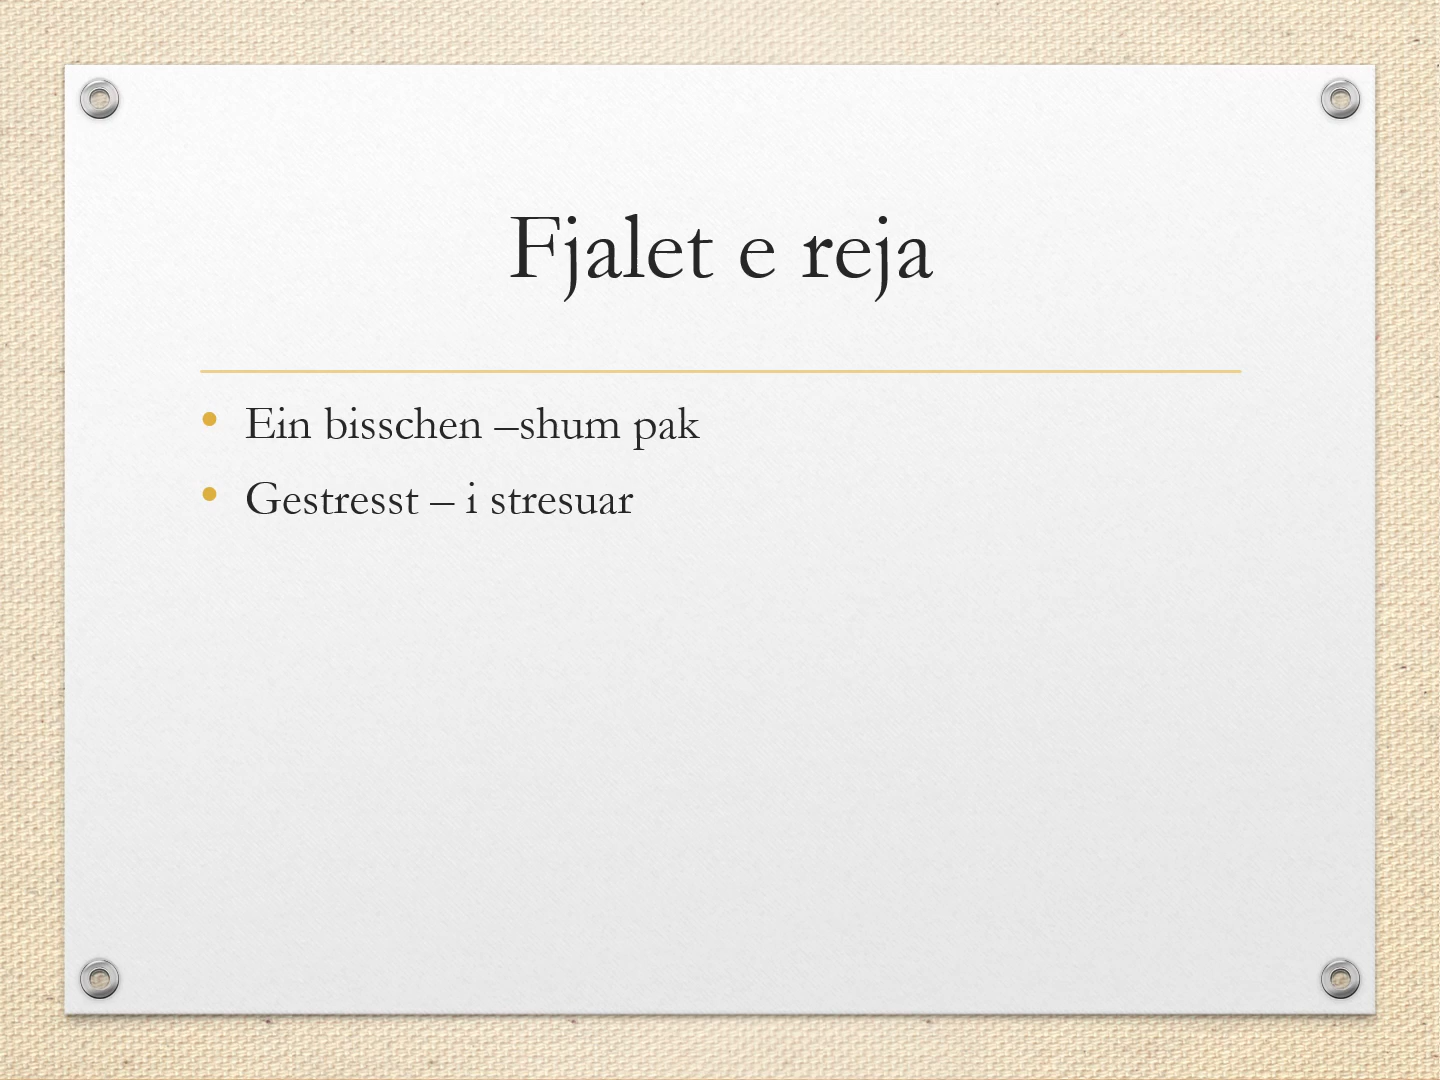 Fjalet e reja
• Ein bisschen –shum pak
• Gestresst – i stresuar